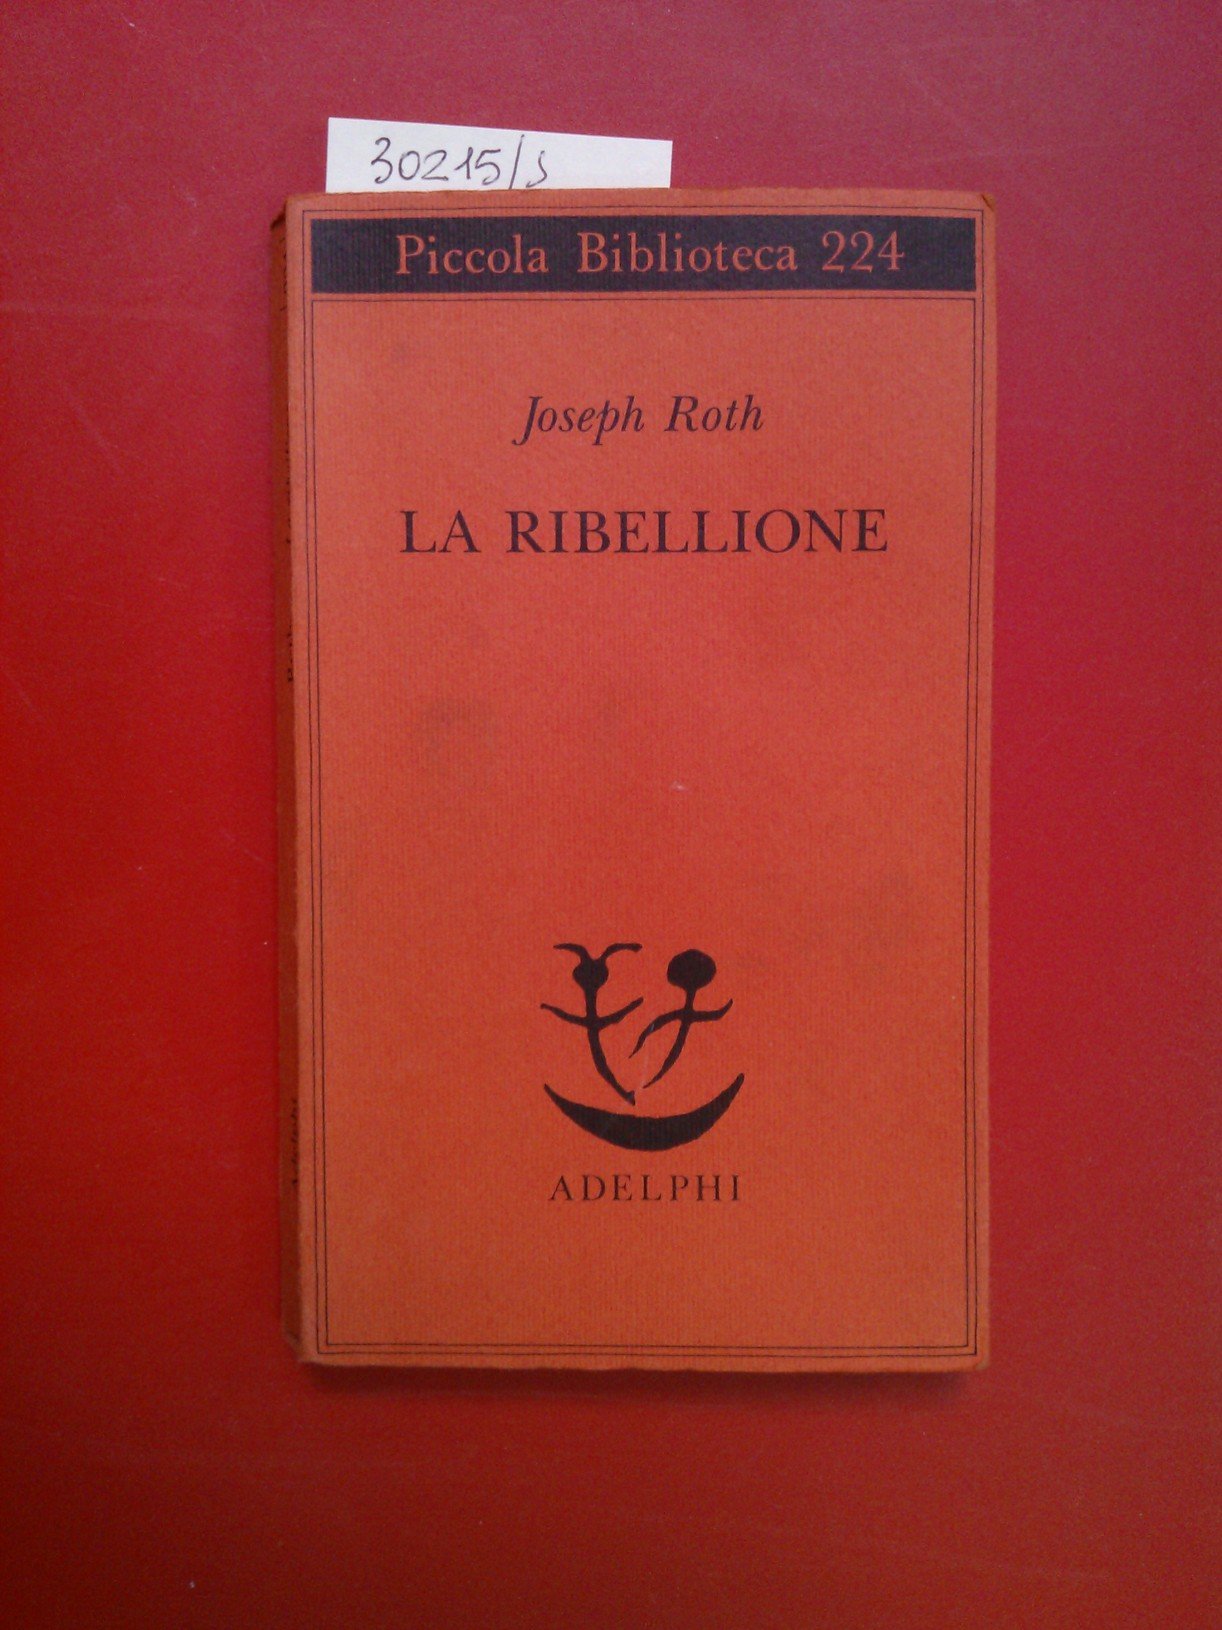 30215/s
Piccola Biblioteca 224
Joseph Roth
LA RIBELLIONE
ADELPHI